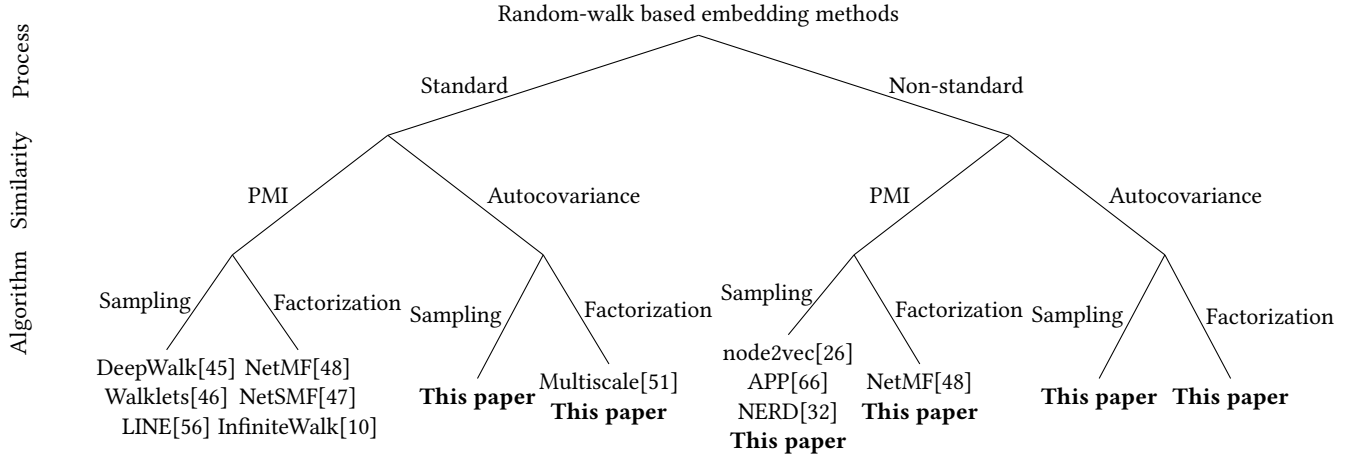 Random-walk based embedding methods
Process
Standard
Non-standard
Similarity
PMI
Autocovariance
PMI
Autocovariance
Algorithm
Sampling
Factorization
Sampling
Factorization
Sampling
Factorization
Sampling
Factorization
DeepWalk[45]
Walklets[46]
LINE[56]
NetMF[48]
NetSMF[47]
InfiniteWalk[10]
This paper
Multiscale[51]
This paper
node2vec[26]
APP[66]
NERD[32]
This paper
NetMF[48]
This paper
This paper
This paper